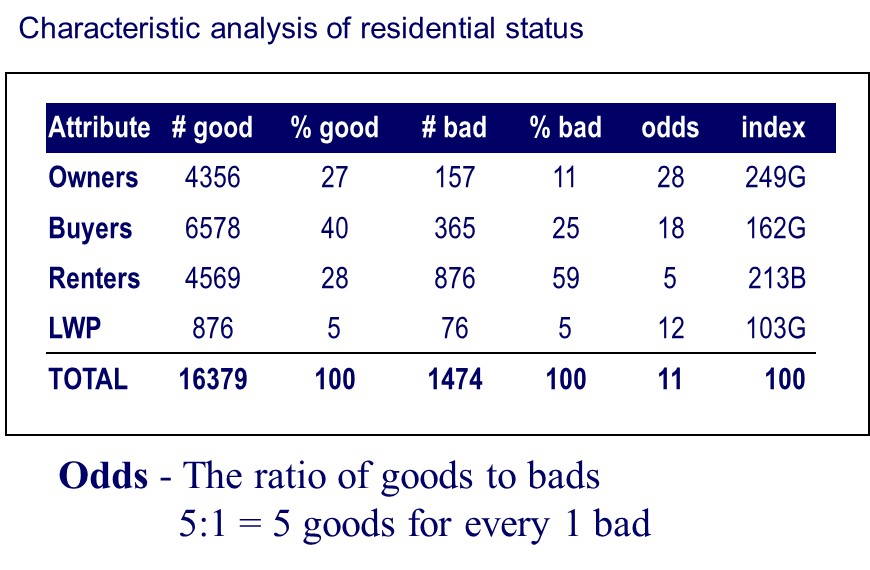 Characteristic analysis of residential status
Attribute # good % good # bad % bad odds index
Owners 4356 27 157 11 28 249G
Buyers 6578 40 365 25 18 162G
Renters 4569 28 876 59 5 213B
LWP 876 5 76 5 12 103G
TOTAL 16379 100 1474 100 11 100
Odds - The ratio of goods to bads
5:1 = 5 goods for every 1 bad